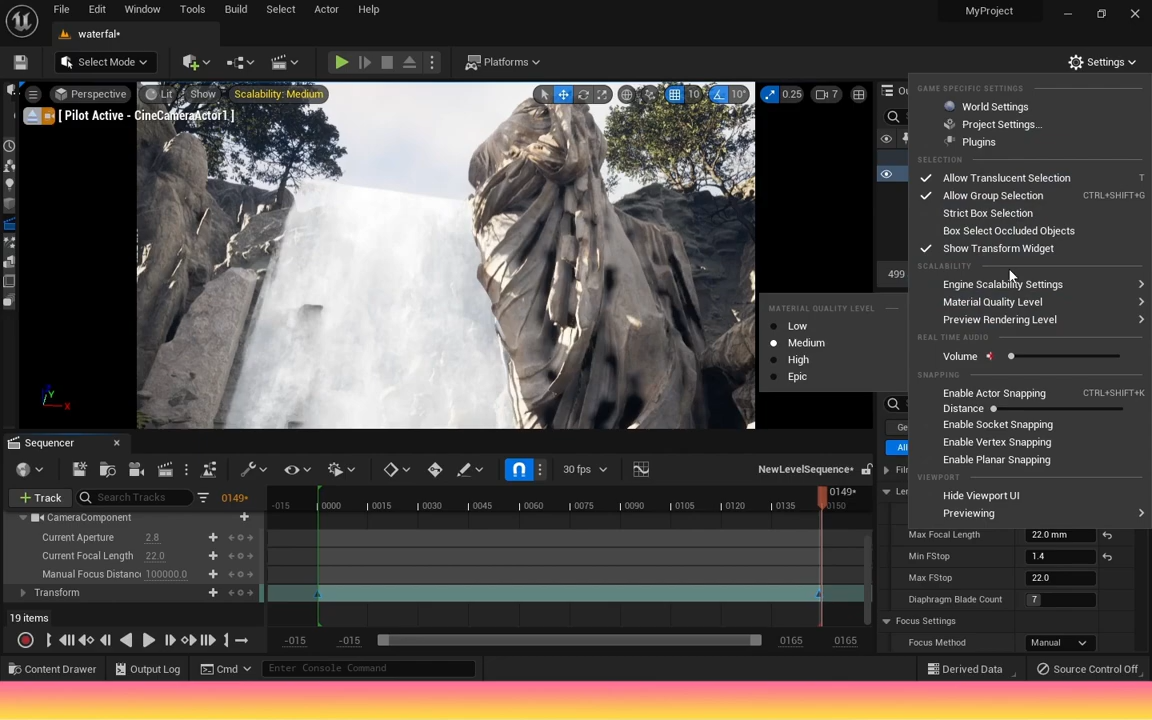 File Edit Window Tools Build Select Actor Help MyProject
waterfal*
Select Mode Platforms Settings
Perspective Lit Show Scalability: Medium 10 10° 0.25 7
[ Pilot Active - CineCameraActor1 ]
GAME SPECIFIC SETTINGS
World Settings
Project Settings...
Plugins
SELECTION
Allow Translucent Selection T
Allow Group Selection CTRL+SHIFT+G
Strict Box Selection
Box Select Occluded Objects
Show Transform Widget
SCALABILITY
Engine Scalability Settings
Material Quality Level
Preview Rendering Level
REAL TIME AUDIO
Volume
SNAPPING
Enable Actor Snapping CTRL+SHIFT+K
Distance
Enable Socket Snapping
Enable Vertex Snapping
Enable Planar Snapping
VIEWPORT
Hide Viewport UI
Previewing
MATERIAL QUALITY LEVEL
Low
Medium
High
Epic
499
All
Max Focal Length 22.0 mm
Min FStop 1.4
Max FStop 22.0
Diaphragm Blade Count 7
Focus Settings
Focus Method Manual
Sequencer
30 fps NewLevelSequence*
Track Search Tracks 0149* -015 0000 0015 0030 0045 0060 0075 0090 0105 0120 0135 0149* 0150
CameraComponent
Current Aperture 2.8
Current Focal Length 22.0
Manual Focus Distanc 100000.0
Transform
19 items
-015 -015 0165 0165
Content Drawer Output Log Cmd Enter Console Command Derived Data Source Control Off